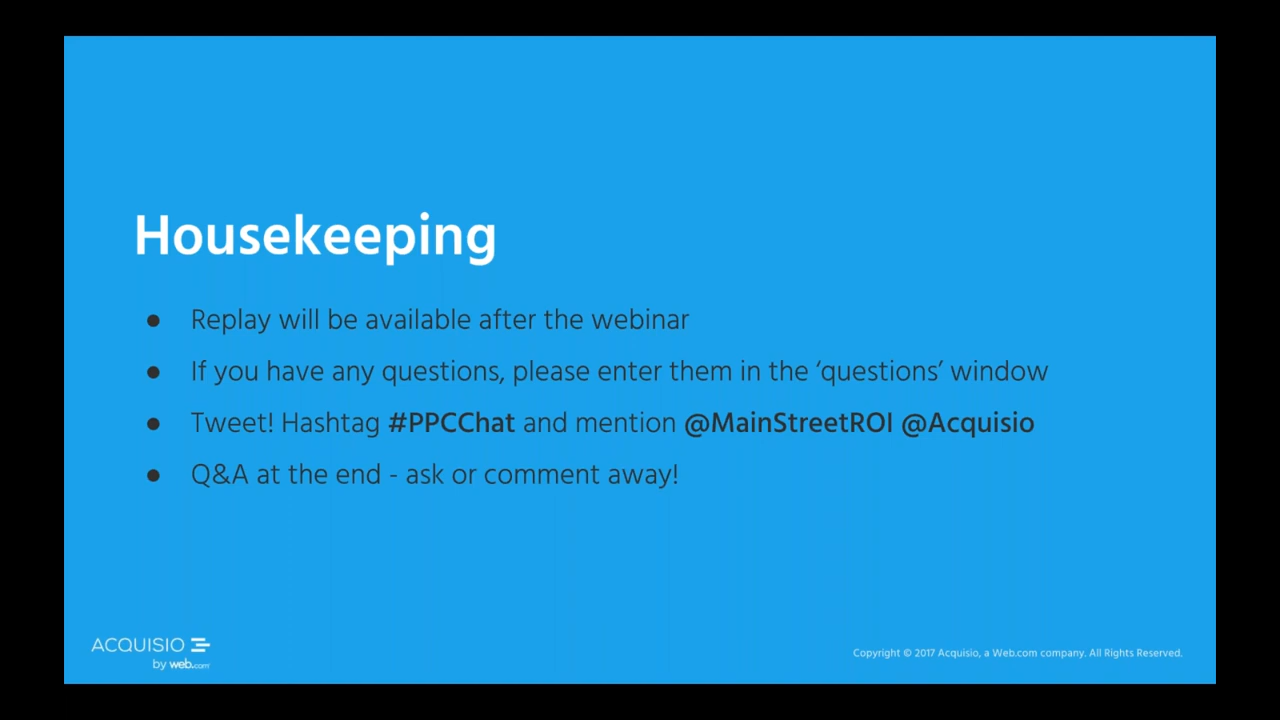 Housekeeping
● Replay will be available after the webinar
● If you have any questions, please enter them in the ‘questions’ window
● Tweet! Hashtag #PPCChat and mention @MainStreetROI @Acquisio
● Q&A at the end - ask or comment away!
ACQUISIO
by web.com
Copyright © 2017 Acquisio, a Web.com company. All Rights Reserved.